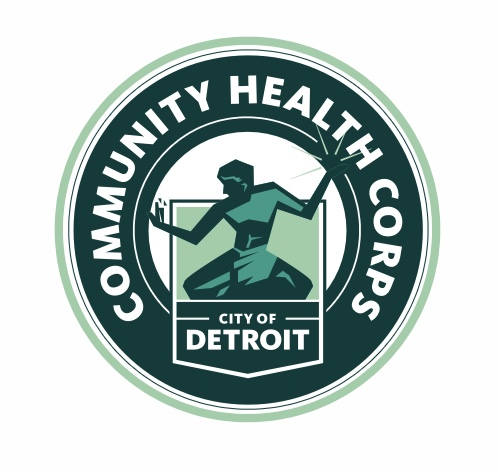 COMMUNITY HEALTH CORPS
CITY OF
DETROIT